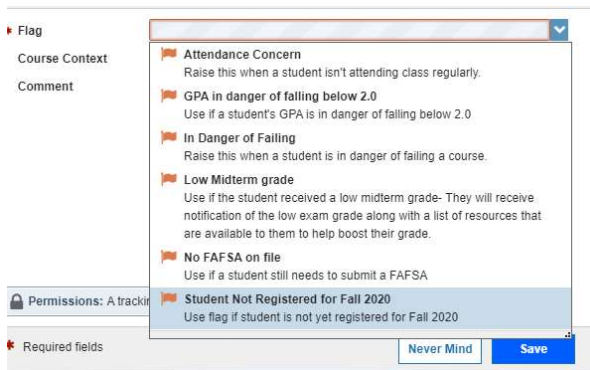 * Flag
Course Context
Comment
Attendance Concern
Raise this when a student isn't attending class regularly.
GPA in danger of falling below 2.0
Use if a student's GPA is in danger of falling below 2.0
In Danger of Failing
Raise this when a student is in danger of failing a course.
Low Midterm grade
Use if the student received a low midterm grade- They will receive
notification of the low exam grade along with a list of resources that
are available to them to help boost their grade.
No FAFSA on file
Use if a student still needs to submit a FAFSA
Student Not Registered for Fall 2020
Use flag if student is not yet registered for Fall 2020
Permissions: A trackin
* Required fields
Never Mind
Save